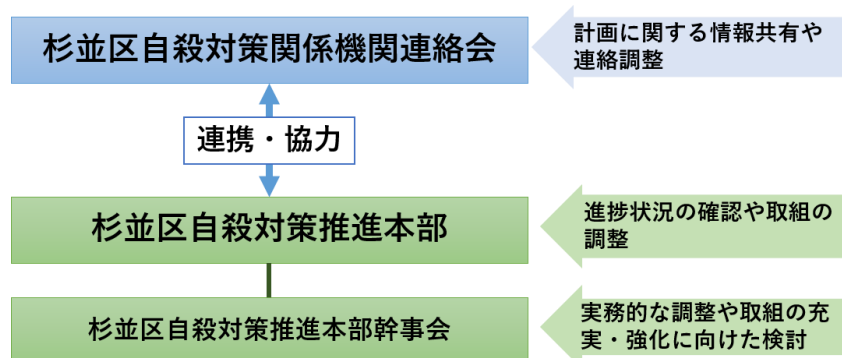 杉並区自殺対策関係機関連絡会
計画に関する情報共有や
連絡調整
連携・協力
杉並区自殺対策推進本部
進捗状況の確認や取組の
調整
杉並区自殺対策推進本部幹事会
実務的な調整や取組の充
実・強化に向けた検討